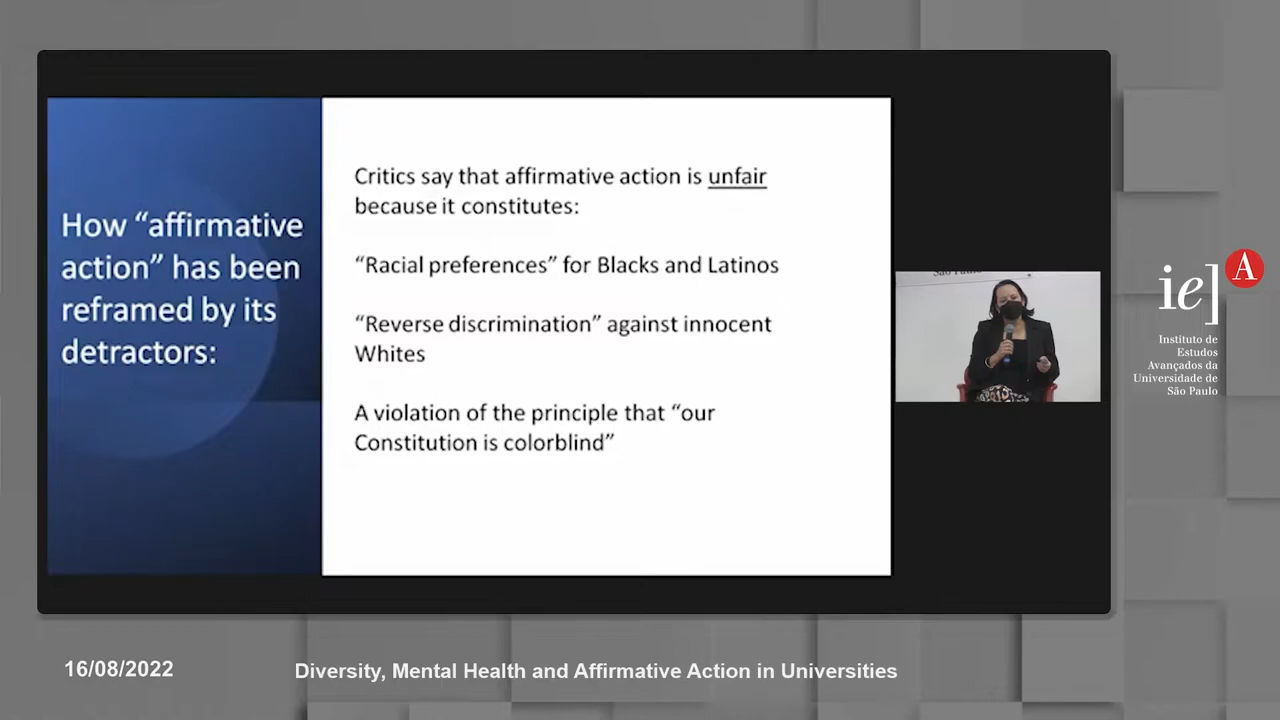 How “affirmative
action” has been
reframed by its
detractors:
Critics say that affirmative action is unfair
because it constitutes:
“Racial preferences” for Blacks and Latinos
“Reverse discrimination” against innocent
Whites
A violation of the principle that “our
Constitution is colorblind”
São Paulo
ie]A
Instituto de
Estudos
Avançados da
Universidade de
São Paulo
16/08/2022
Diversity, Mental Health and Affirmative Action in Universities